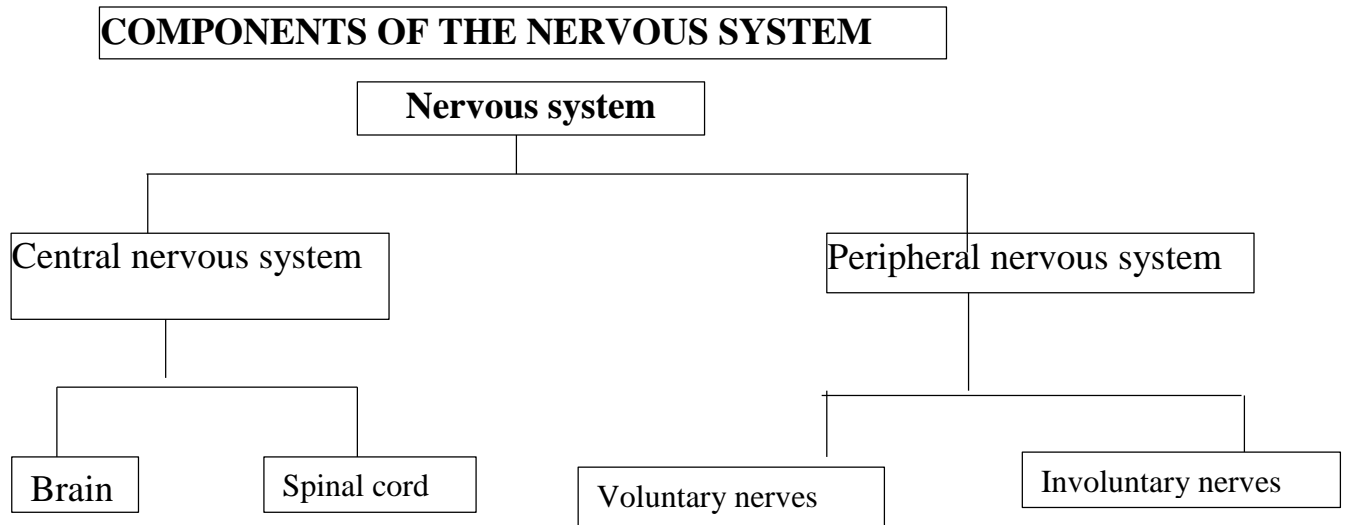 COMPONENTS OF THE NERVOUS SYSTEM
Nervous system
Central nervous system
Peripheral nervous system
Brain
Spinal cord
Voluntary nerves
Involuntary nerves